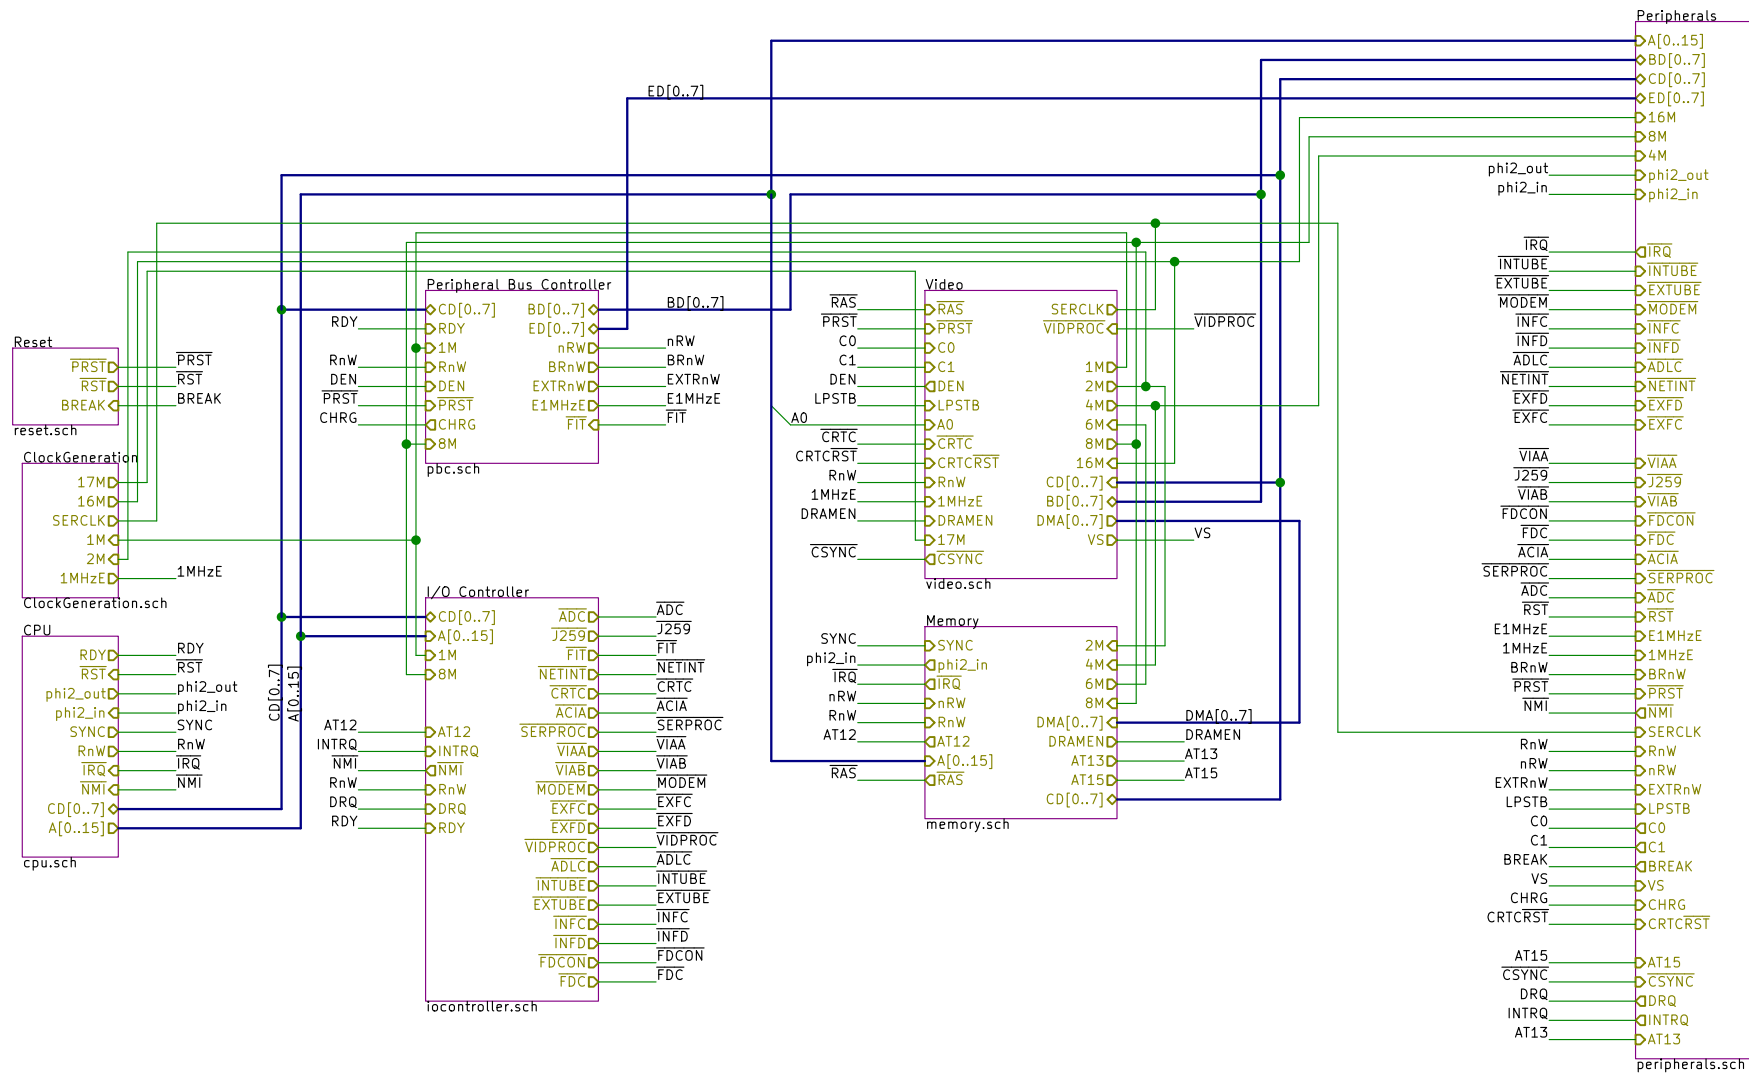 Peripherals
A[0..15]
BD[0..7]
CD[0..7]
ED[0..7]
16M
8M
4M
phi2_out
phi2_in
phi2_out
phi2_in
IRQ
INTUBE
EXTUBE
MODEM
INFC
INFD
ADLC
NETINT
EXFD
EXFC
IRQ
INTUBE
EXTUBE
MODEM
INFC
INFD
ADLC
NETINT
EXFD
EXFC
VIAA
J259
VIAB
FDCON
FDC
ACIA
SERPROC
ADC
RST
E1MHzE
1MHzE
BRnW
PRST
NMI
VIAA
J259
VIAB
FDCON
FDC
ACIA
SERPROC
ADC
RST
E1MHzE
1MHzE
BRnW
PRST
NMI
SERCLK
RnW
nRW
EXTRnW
LPSTB
C0
C1
BREAK
VS
CHRG
CRTCRST
RnW
nRW
EXTRnW
LPSTB
C0
C1
BREAK
VS
CHRG
CRTCRST
AT15
CSYNC
DRQ
INTRQ
AT13
AT15
CSYNC
DRQ
INTRQ
AT13
peripherals.sch
ED[0..7]
Peripheral Bus Controller
RDY
RnW
DEN
PRST
CHRG
CD[0..7]
RDY
1M
RnW
DEN
PRST
CHRG
8M
BD[0..7]
ED[0..7]
nRW
BRnW
EXTRnW
E1MHzE
FIT
BD[0..7]
nRW
BRnW
EXTRnW
E1MHzE
FIT
pbc.sch
Video
RAS
PRST
C0
C1
DEN
LPSTB
A0
CRTC
CRTCRST
RnW
1MHzE
DRAMEN
CSYNC
RAS
PRST
C0
C1
DEN
LPSTB
A0
CRTC
CRTCRST
RnW
1MHzE
DRAMEN
17M
CSYNC
SERCLK
VIDPROC
1M
2M
4M
6M
8M
16M
CD[0..7]
BD[0..7]
DMA[0..7]
VS
VIDPROC
VS
video.sch
Reset
PRST
RST
BREAK
PRST
RST
BREAK
reset.sch
ClockGeneration
17M
16M
SERCLK
1M
2M
1MHzE
1MHzE
ClockGeneration.sch
CPU
RDY
RST
phi2_out
phi2_in
SYNC
RnW
IRQ
NMI
CD[0..7]
A[0..15]
RDY
RST
phi2_out
phi2_in
SYNC
RnW
IRQ
NMI
cpu.sch
CD[0..7]
A[0..15]
I/O Controller
AT12
INTRQ
NMI
RnW
DRQ
RDY
CD[0..7]
A[0..15]
1M
8M
AT12
INTRQ
NMI
RnW
DRQ
RDY
ADC
J259
FIT
NETINT
CRTC
ACIA
SERPROC
VIAA
VIAB
MODEM
EXFC
EXFD
VIDPROC
ADLC
INTUBE
EXTUBE
INFC
INFD
FDCON
FDC
ADC
J259
FIT
NETINT
CRTC
ACIA
SERPROC
VIAA
VIAB
MODEM
EXFC
EXFD
VIDPROC
ADLC
INTUBE
EXTUBE
INFC
INFD
FDCON
FDC
iocontroller.sch
Memory
SYNC
phi2_in
IRQ
nRW
RnW
AT12
RAS
SYNC
phi2_in
IRQ
nRW
RnW
AT12
A[0..15]
RAS
2M
4M
6M
8M
DMA[0..7]
DRAMEN
AT13
AT15
CD[0..7]
DMA[0..7]
DRAMEN
AT13
AT15
memory.sch